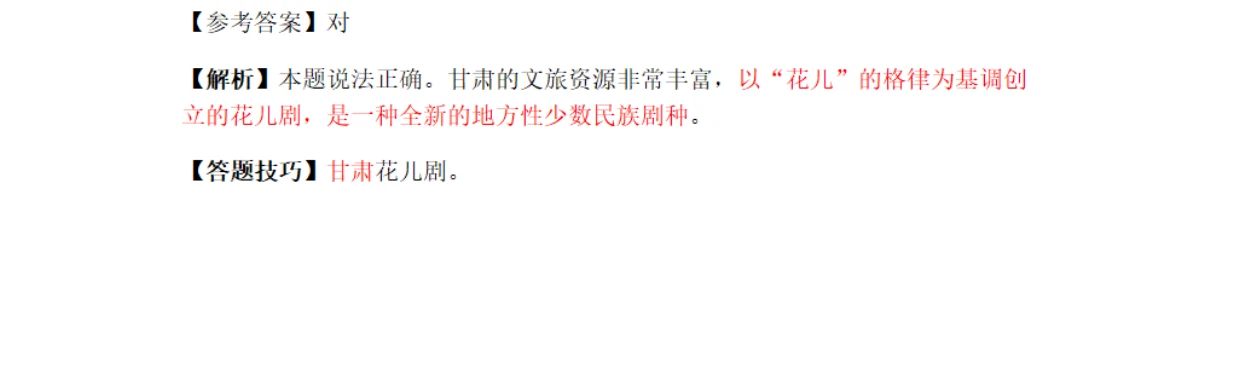 【参考答案】对
【解析】本题说法正确。甘肃的文旅资源非常丰富，以“花儿”的格律为基调创
立的花儿剧，是一种全新的地方性少数民族剧种。
【答题技巧】甘肃花儿剧。